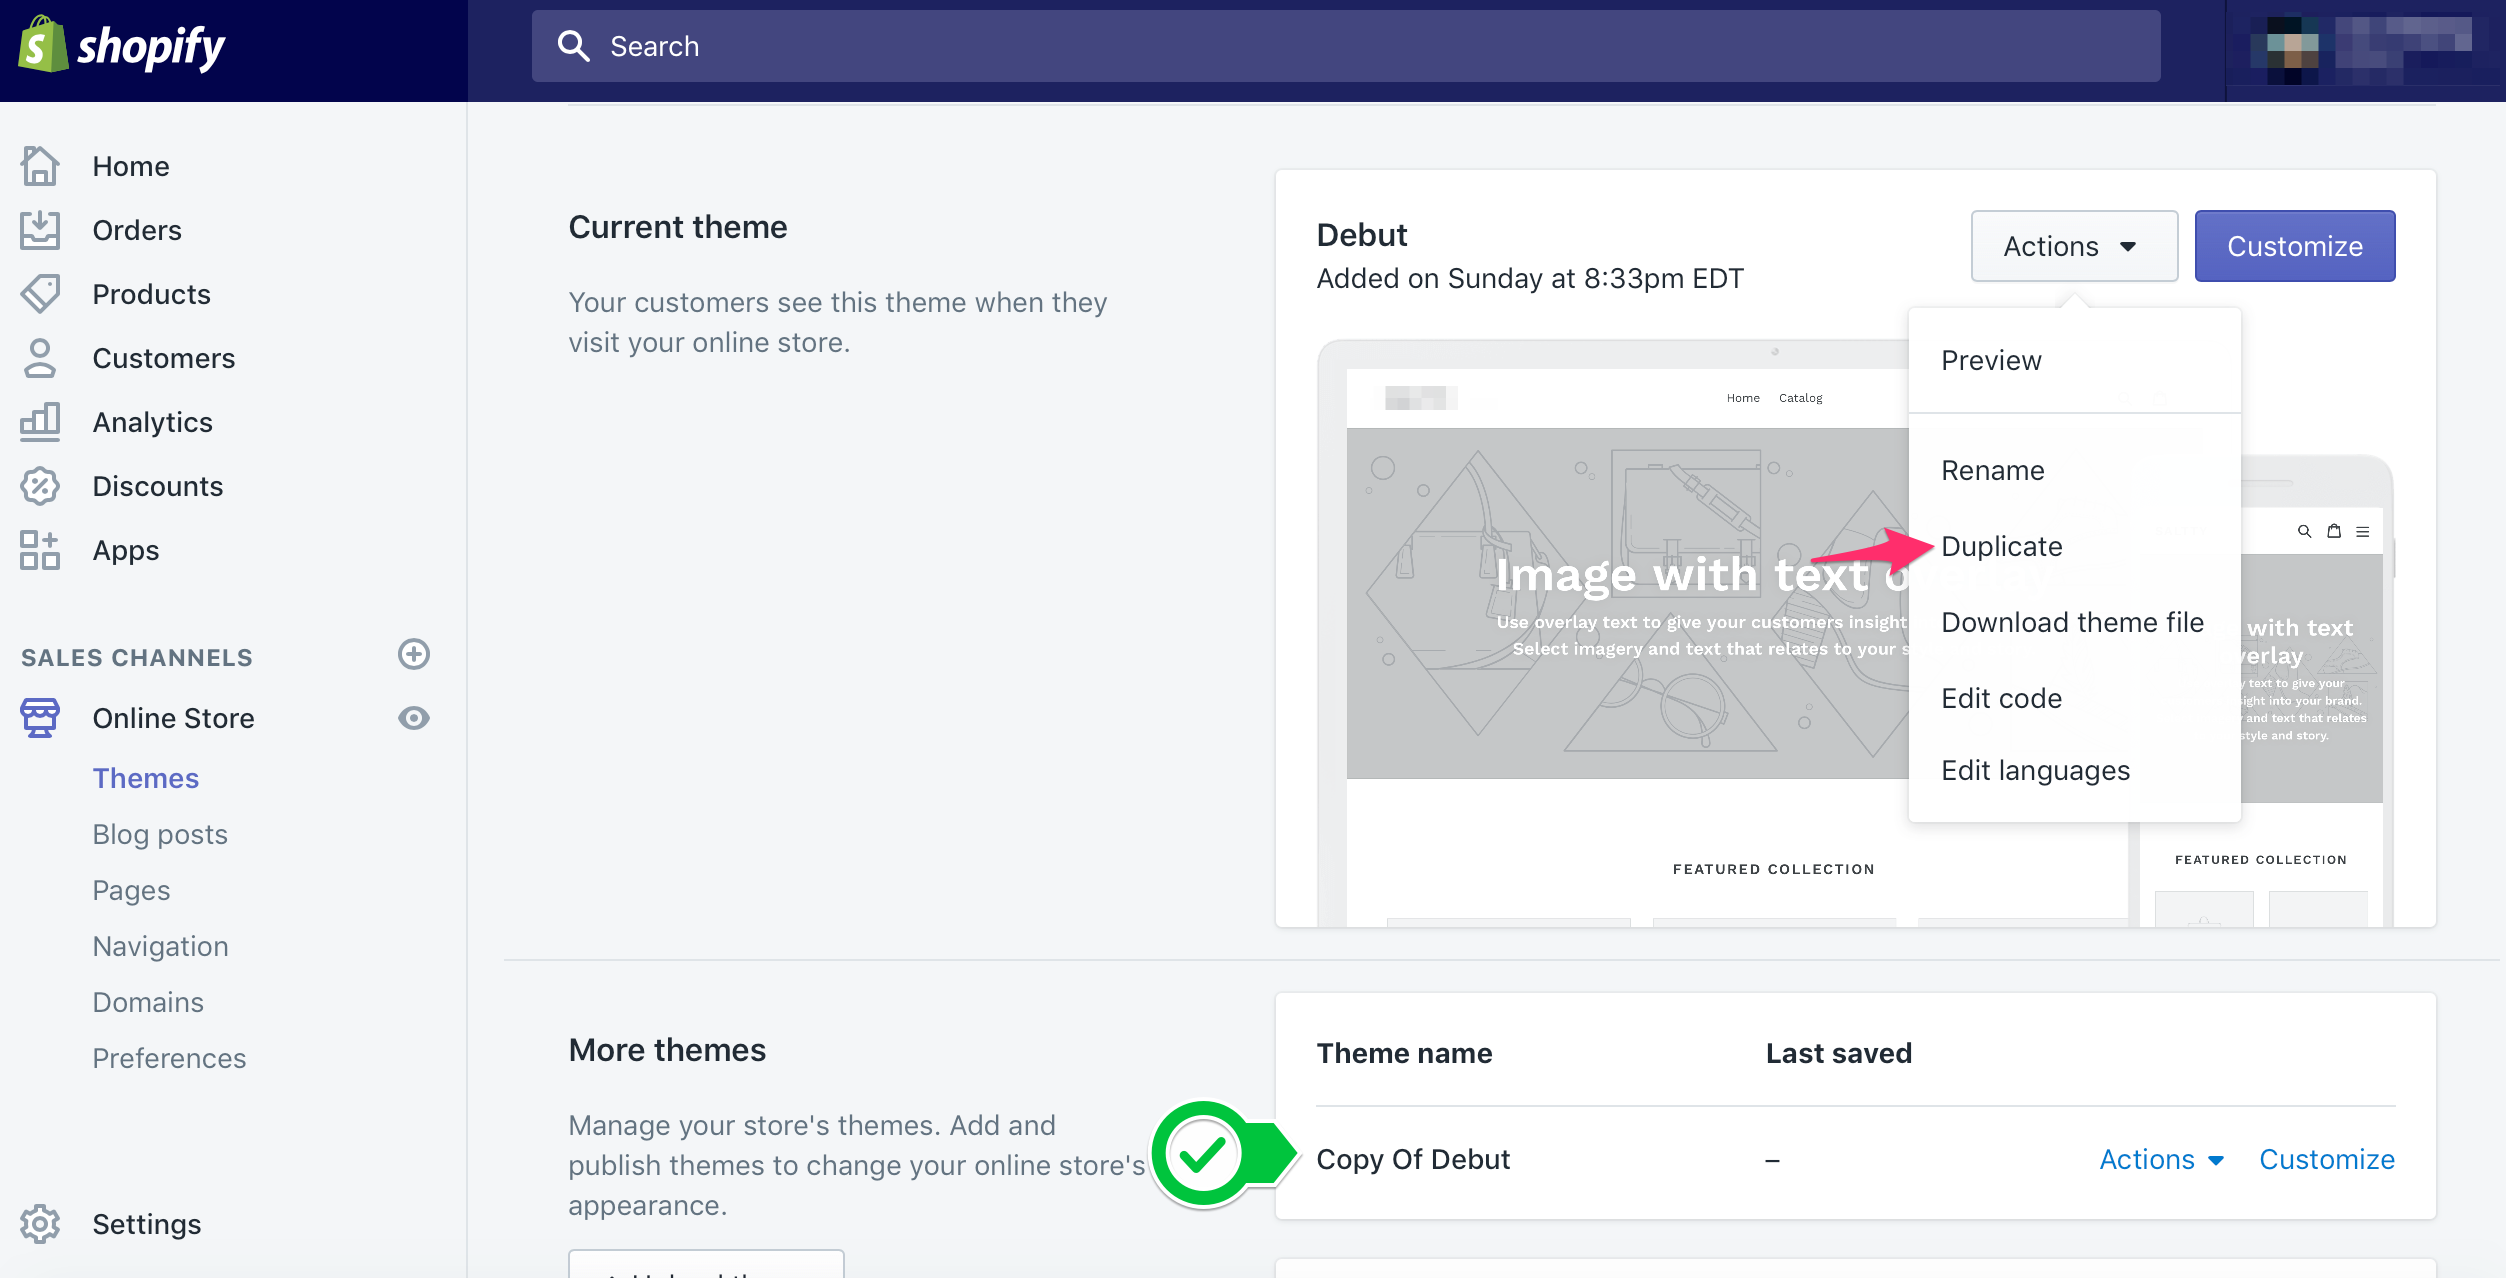 shopify
Search
Home
Orders
Products
Customers
Analytics
Discounts
Apps
SALES CHANNELS
Online Store
Themes
Blog posts
Pages
Navigation
Domains
Preferences
Settings
Current theme
Your customers see this theme when they
visit your online store.
Debut
Added on Sunday at 8:33pm EDT
Actions
Customize
Preview
Rename
Duplicate
Download theme file
Edit code
Edit languages
Home Catalog
Image with text o
Use overlay text to give your customers insight
Select imagery and text that relates to your s
FEATURED COLLECTION
with text
erlay
text to give your
ight into your brand.
and text that relates
style and story.
FEATURED COLLECTION
More themes
Manage your store's themes. Add and
publish themes to change your online store's
appearance.
Theme name Last saved
Copy Of Debut – Actions Customize